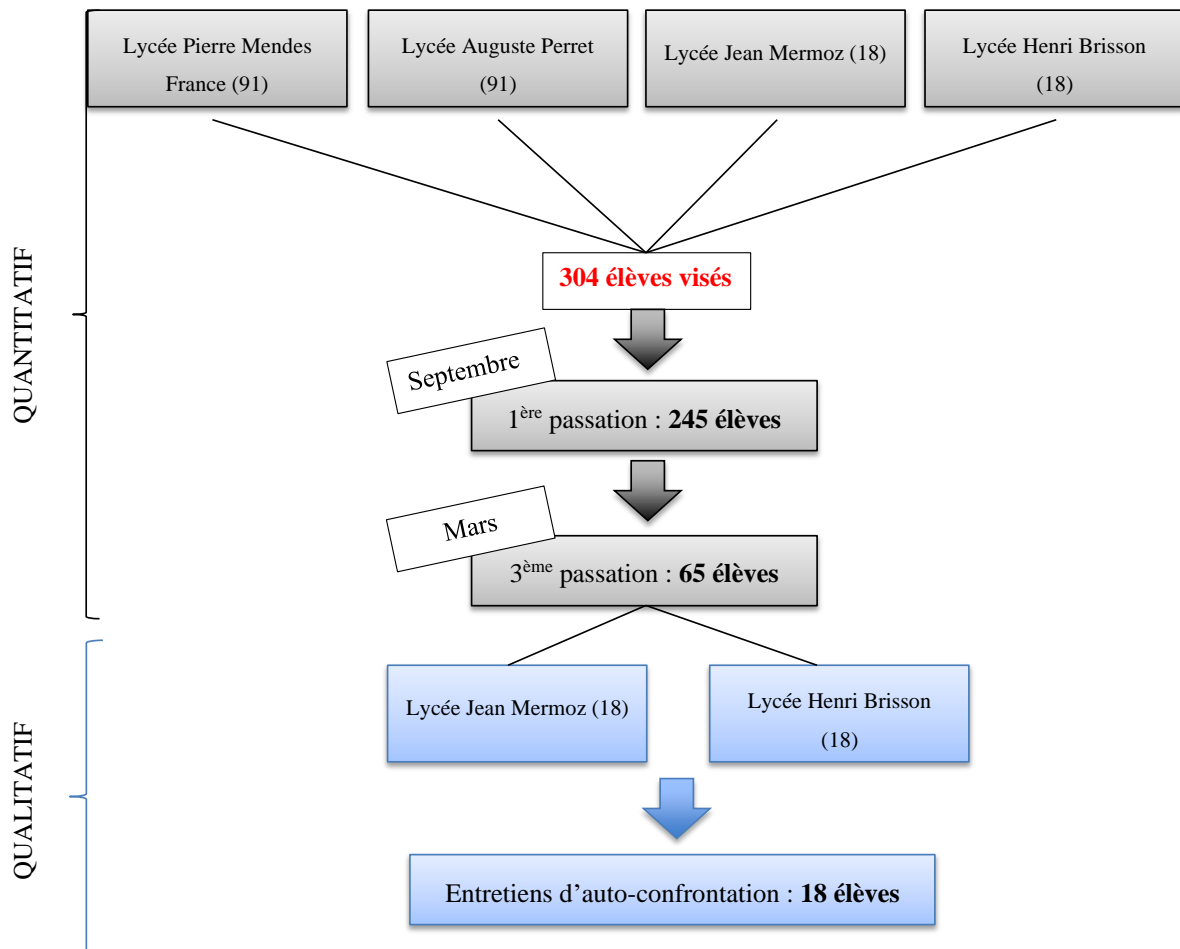 Lycée Pierre Mendes
France (91)
Lycée Auguste Perret
(91)
Lycée Jean Mermoz (18)
Lycée Henri Brisson
(18)
QUANTITATIF
304 élèves visés
Septembre
1ère passation : 245 élèves
Mars
3ème passation : 65 élèves
QUALITATIF
Lycée Jean Mermoz (18)
Lycée Henri Brisson
(18)
Entretiens d’auto-confrontation : 18 élèves